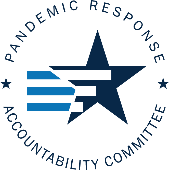 PANDEMIC RESPONSE
ACCOUNTABILITY COMMITTEE